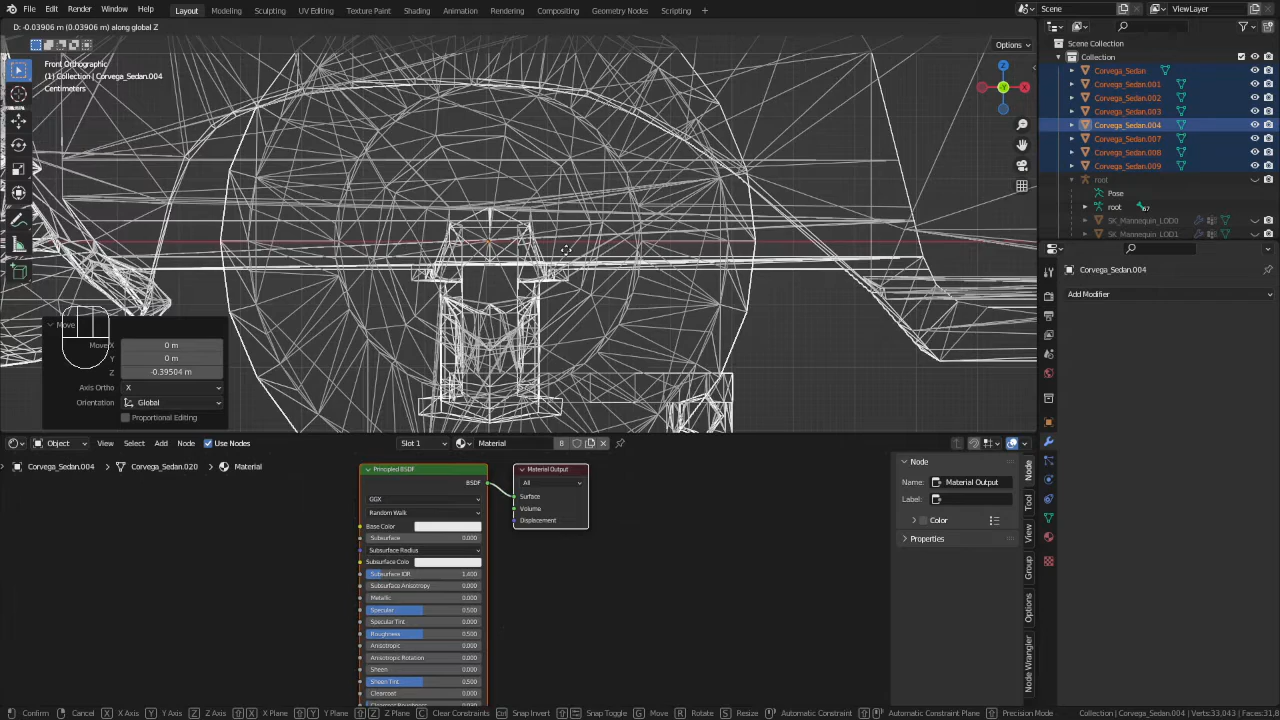 File Edit Render Window Help Layout Modeling Sculpting UV Editing Texture Paint Shading Animation Rendering Compositing Geometry Nodes Scripting + Scene ViewLayer
D: -0.03906 m (0.03906 m) along global Z
Options
Front Orthographic
(1) Collection | Corvega_Sedan.004
Centimeters
Z
Y
X
Scene Collection
Collection
Corvega_Sedan
Corvega_Sedan.001
Corvega_Sedan.002
Corvega_Sedan.003
Corvega_Sedan.004
Corvega_Sedan.007
Corvega_Sedan.008
Corvega_Sedan.009
root
Pose
root
SK_Mannequin_LOD0
SK_Mannequin_LOD1
Corvega_Sedan.004
Add Modifier
Move
Move X 0 m
Y 0 m
Z -0.39504 m
Axis Ortho X
Orientation Global
Proportional Editing
Object View Select Add Node Use Nodes Slot 1 Material 8
Corvega_Sedan.004 Corvega_Sedan.020 Material
Principled BSDF
BSDF
GGX
Random Walk
Base Color
Subsurface 0.000
Subsurface Radius
Subsurface Colo
Subsurface IOR 1.400
Subsurface Anisotropy 0.000
Metallic 0.000
Specular 0.500
Specular Tint 0.000
Roughness 0.500
Anisotropic 0.000
Anisotropic Rotation 0.000
Sheen 0.000
Sheen Tint 0.500
Clearcoat 0.000
Clearcoat Roughness 0.030
Material Output
All
Surface
Volume
Displacement
Node
Name: Material Output
Label:
Color
Properties
Node
Tool
View
Group
Options
Node Wrangler
Confirm Cancel X X Axis Y Y Axis Z Z Axis X X Plane Y Y Plane Z Z Plane C Clear Constraints Snap Invert Snap Toggle G Move R Rotate S Resize Automatic Constraint Automatic Constraint Plane Precision Mode Collection | Corvega_Sedan.004 | Verts:33,043 | Faces:31,0